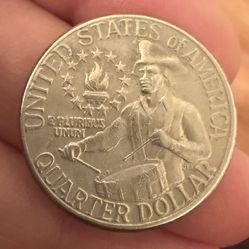 UNITED STATES OF AMERICA
E PLURIBUS
UNUM
QUARTER DOLLAR